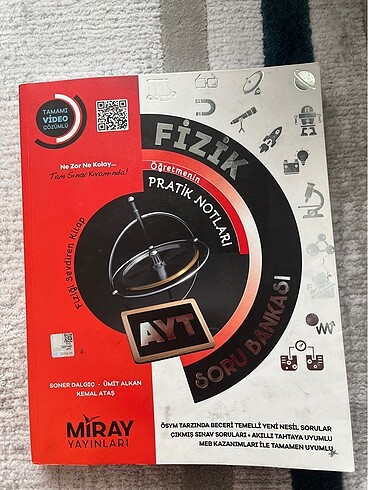 TAMAMI
VİDEO
ÇÖZÜMLÜ
Ne Zor Ne Kolay...
Tam Sınav Kıvamında!
FİZİK
Öğretmenin
PRATİK NOTLARI
Fiziği Sevdiren Kitap
AYT
SORU BANKASI
SONER DALGIÇ - ÜMİT ALKAN
KEMAL ATAŞ
MİRAY
YAYINLARI
ÖSYM TARZINDA BECERİ TEMELLİ YENİ NESİL SORULAR
ÇIKMIŞ SINAV SORULARI • AKILLI TAHTAYA UYUMLU
MEB KAZANIMLARI İLE TAMAMEN UYUMLU